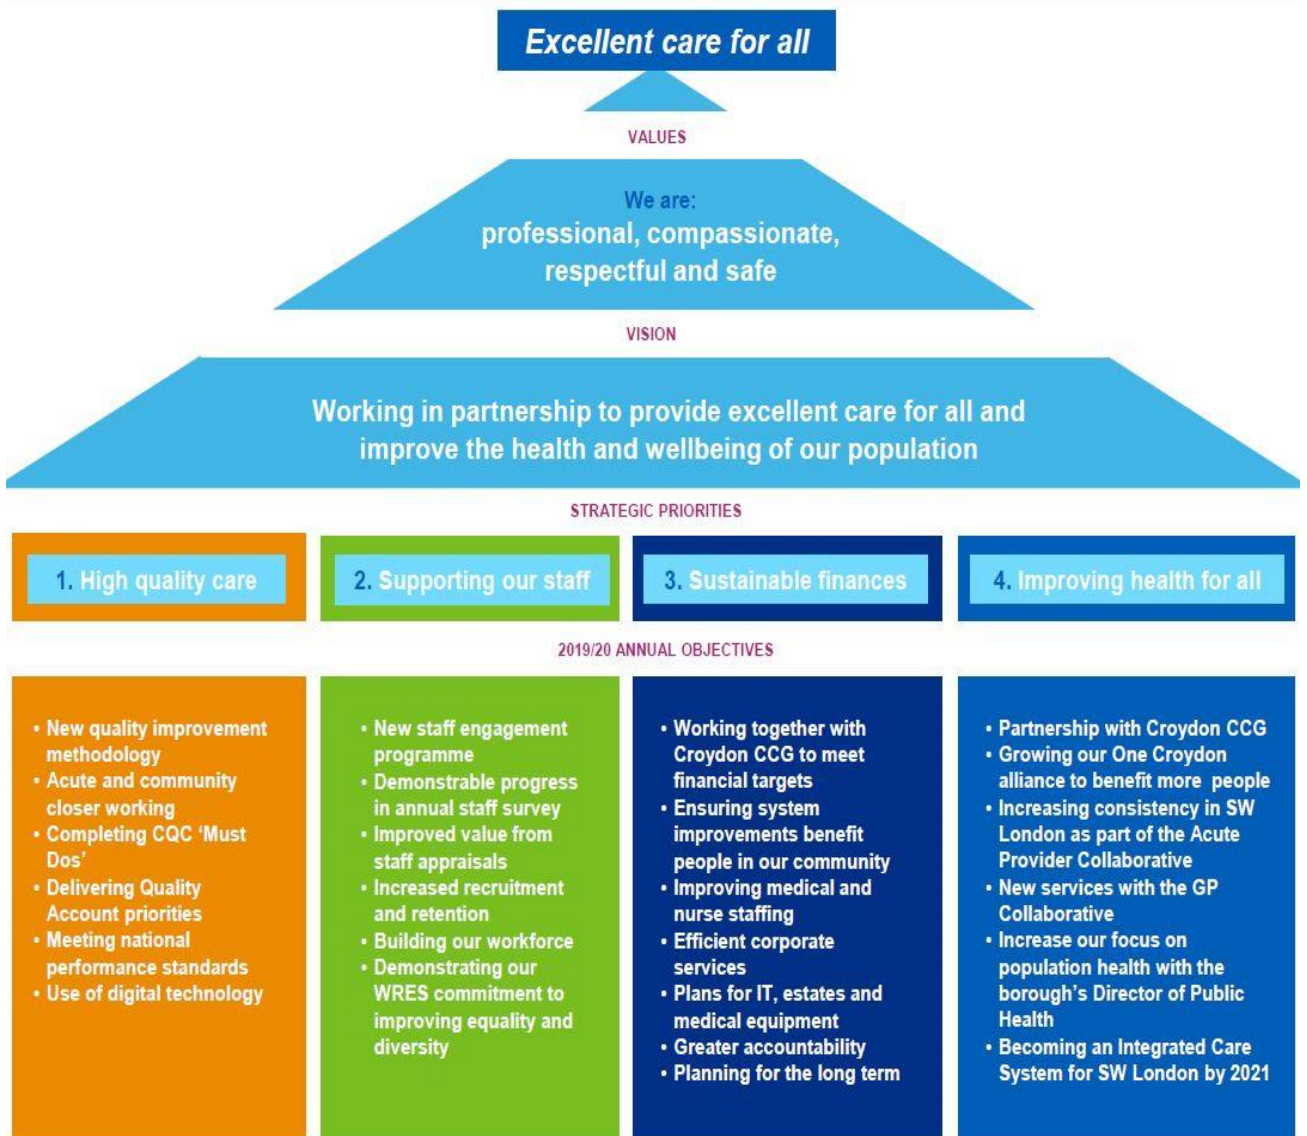 Excellent care for all
VALUES
We are:
professional, compassionate,
respectful and safe
VISION
Working in partnership to provide excellent care for all and
improve the health and wellbeing of our population
STRATEGIC PRIORITIES
1. High quality care
2. Supporting our staff
3. Sustainable finances
4. Improving health for all
2019/20 ANNUAL OBJECTIVES
• New quality improvement
methodology
• Acute and community
closer working
• Completing CQC ‘Must
Dos’
• Delivering Quality
Account priorities
• Meeting national
performance standards
• Use of digital technology
• New staff engagement
programme
• Demonstrable progress
in annual staff survey
• Improved value from
staff appraisals
• Increased recruitment
and retention
• Building our workforce
• Demonstrating our
WRES commitment to
improving equality and
diversity
• Working together with
Croydon CCG to meet
financial targets
• Ensuring system
improvements benefit
people in our community
• Improving medical and
nurse staffing
• Efficient corporate
services
• Plans for IT, estates and
medical equipment
• Greater accountability
• Planning for the long term
• Partnership with Croydon CCG
• Growing our One Croydon
alliance to benefit more people
• Increasing consistency in SW
London as part of the Acute
Provider Collaborative
• New services with the GP
Collaborative
• Increase our focus on
population health with the
borough’s Director of Public
Health
• Becoming an Integrated Care
System for SW London by 2021